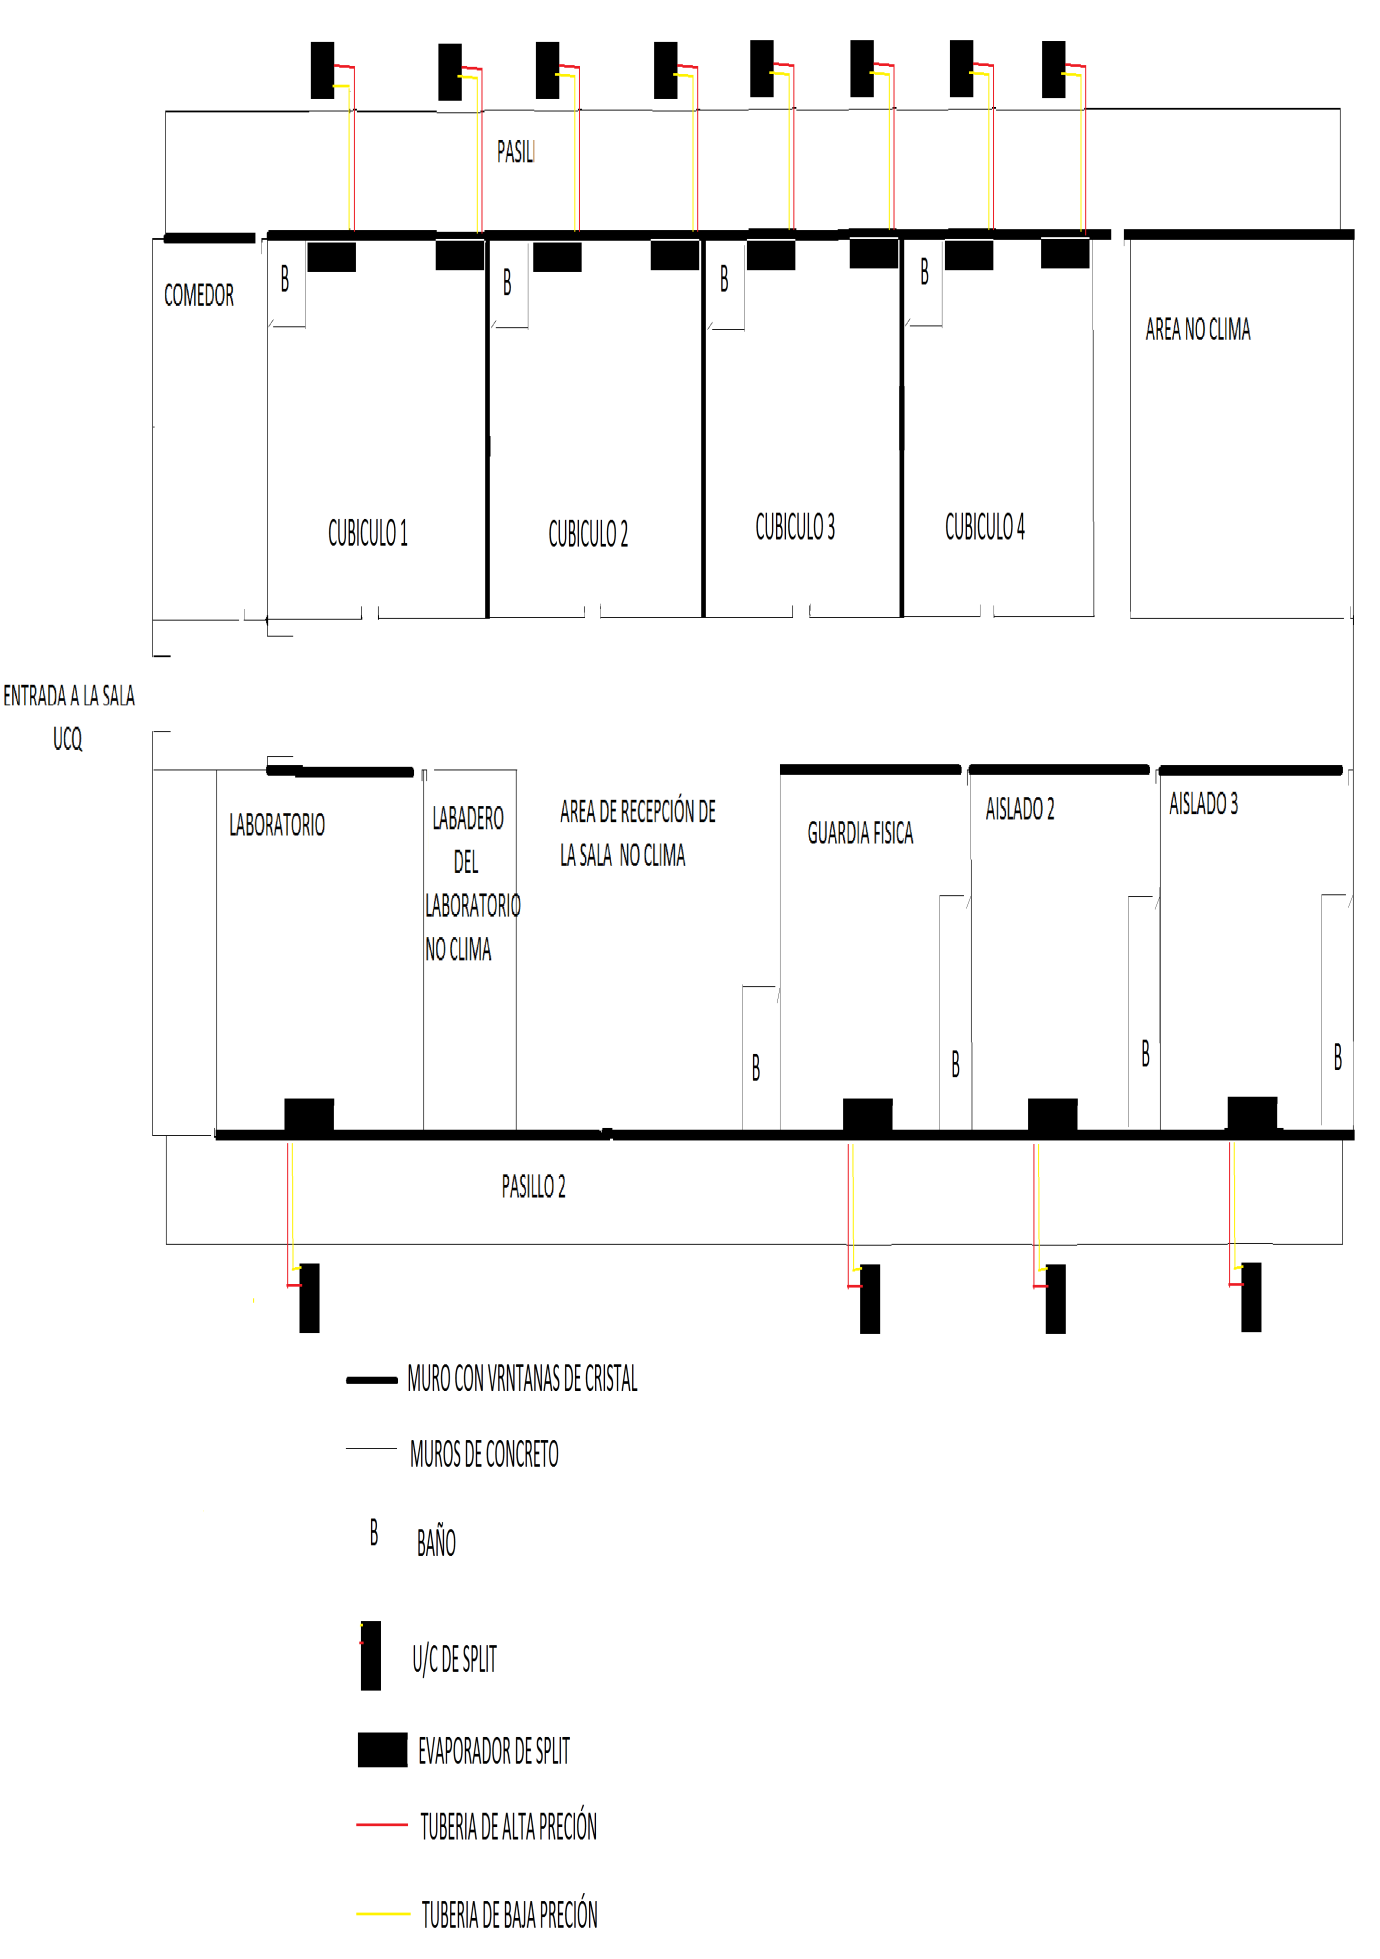 PASIL
COMEDOR
B
B
B
B
AREA NO CLIMA
CUBICULO 1
CUBICULO 2
CUBICULO 3
CUBICULO 4
ENTRADA A LA SALA
UCQ
LABORATORIO
LABADERO
DEL
LABORATORIO
NO CLIMA
AREA DE RECEPCIÓN DE
LA SALA NO CLIMA
GUARDIA FISICA
AISLADO 2
AISLADO 3
B
B
B
B
PASILLO 2
MURO CON VRNTANAS DE CRISTAL
MUROS DE CONCRETO
B BAÑO
U/C DE SPLIT
EVAPORADOR DE SPLIT
TUBERIA DE ALTA PRECIÓN
TUBERIA DE BAJA PRECIÓN